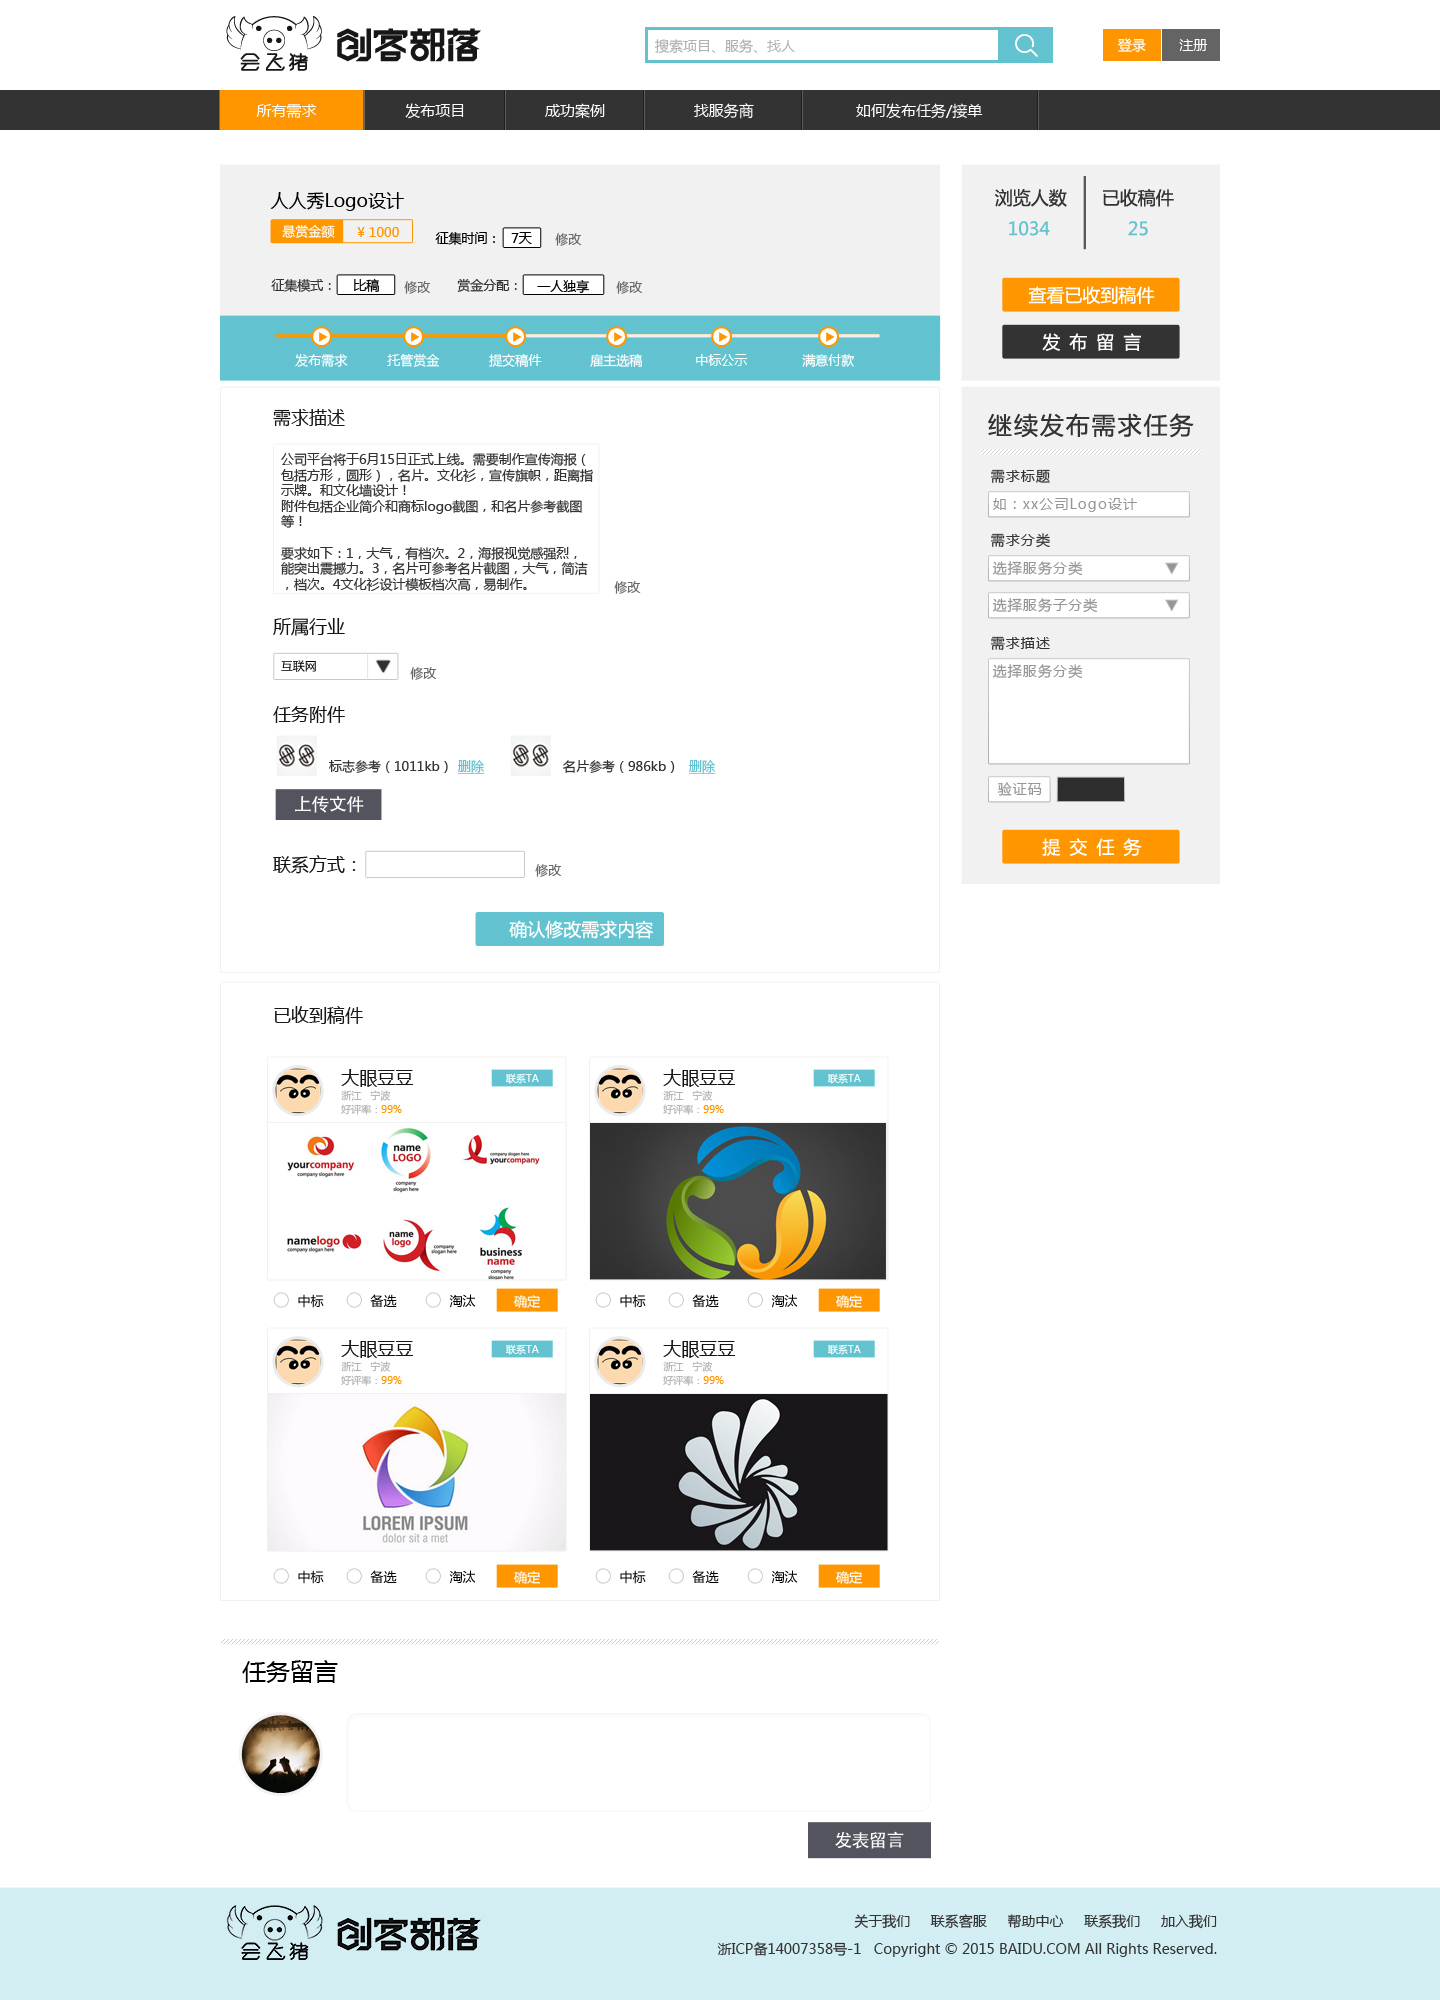 会飞猪 创客部落
搜索项目、服务、找人
登录 注册
所有需求 发布项目 成功案例 找服务商 如何发布任务/接单
人人秀Logo设计
悬赏金额 ¥ 1000 征集时间：7天 修改
征集模式：比稿 修改 赏金分配：一人独享 修改
发布需求 托管赏金 提交稿件 雇主选稿 中标公示 满意付款
浏览人数 已收稿件
1034 25
查看已收到稿件
发布留言
需求描述
公司平台将于6月15日正式上线。需要制作宣传海报（
包括方形，圆形），名片。文化衫，宣传旗帜，距离指
示牌。和文化墙设计！
附件包括企业简介和商标logo截图，和名片参考截图
等！
要求如下：1，大气，有档次。2，海报视觉感强烈，
能突出震撼力。3，名片可参考名片截图，大气，简洁
，档次。4文化衫设计模板档次高，易制作。
修改
所属行业
互联网 修改
任务附件
标志参考（1011kb） 删除 名片参考（986kb） 删除
上传文件
联系方式： 修改
确认修改需求内容
继续发布需求任务
需求标题
如：xx公司Logo设计
需求分类
选择服务分类
选择服务子分类
需求描述
选择服务分类
验证码
提交任务
已收到稿件
大眼豆豆 联系TA
浙江 宁波
好评率：99%
yourcompany
company slogan here
name
LOGO
company
slogan here
company slogan here
yourcompany
namelogo
company slogan here
name
logo
company
slogan here
business
name
company
slogan here
中标 备选 淘汰 确定
大眼豆豆 联系TA
浙江 宁波
好评率：99%
中标 备选 淘汰 确定
大眼豆豆 联系TA
浙江 宁波
好评率：99%
LOREM IPSUM
dolor sit a met
中标 备选 淘汰 确定
大眼豆豆 联系TA
浙江 宁波
好评率：99%
中标 备选 淘汰 确定
任务留言
发表留言
会飞猪 创客部落
关于我们 联系客服 帮助中心 联系我们 加入我们
浙ICP备14007358号-1 Copyright © 2015 BAIDU.COM All Rights Reserved.